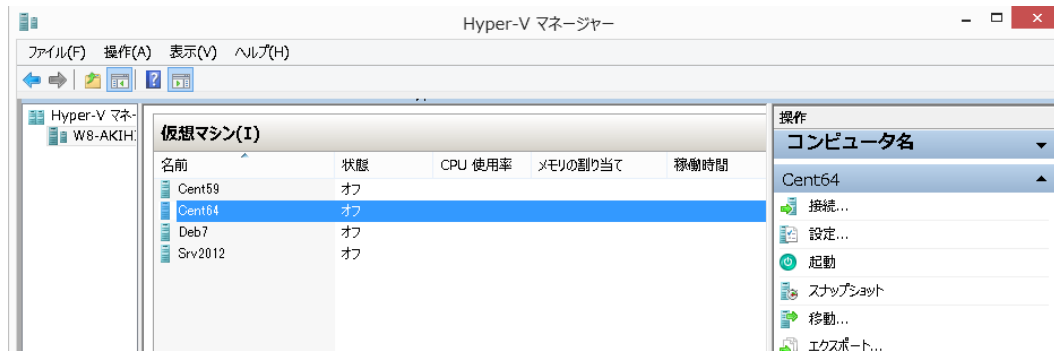 Hyper-V マネージャー
ファイル(F) 操作(A) 表示(V) ヘルプ(H)
Hyper-V マネー
W8-AKIH
仮想マシン(I)
名前 状態 CPU 使用率 メモリの割り当て 稼働時間
Cent59 オフ
Cent64 オフ
Deb7 オフ
Srv2012 オフ
操作
コンピュータ名
Cent64
接続...
設定...
起動
スナップショット
移動...
エクスポート...